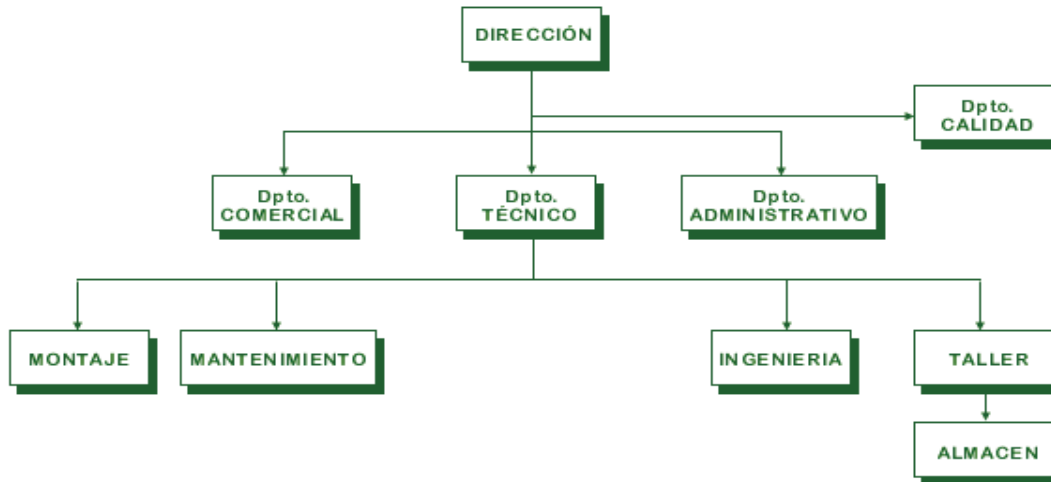 DIRECCIÓN
Dpto.
CALIDAD
Dpto.
COMERCIAL
Dpto.
TÉCNICO
Dpto.
ADMINISTRATIVO
MONTAJE
MANTENIMIENTO
INGENIERIA
TALLER
ALMACEN